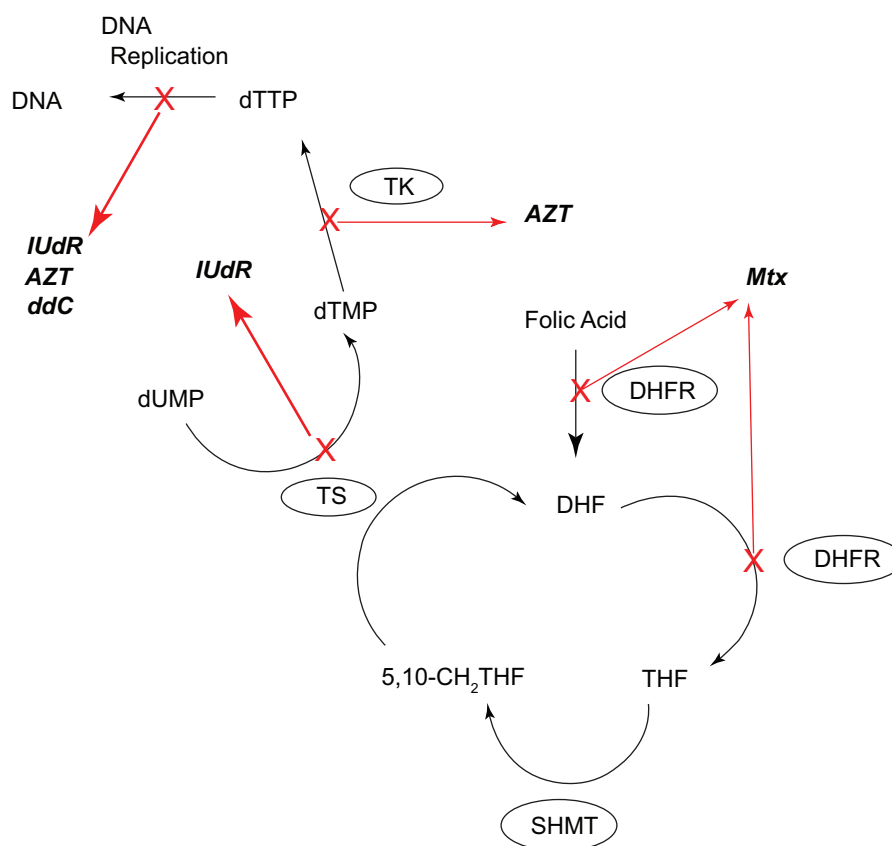 DNA
Replication
DNA
dTTP
TK
AZT
IUdR
AZT
ddC
IUdR
Mtx
dTMP
Folic Acid
dUMP
DHFR
TS
DHF
DHFR
5,10-CH₂THF
THF
SHMT